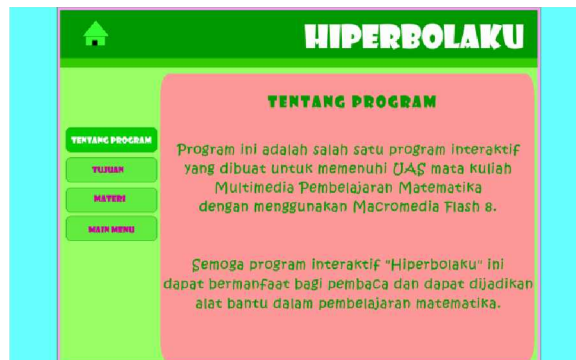 HIPERBOLAKU
TENTANG PROGRAM
TENTANG PROGRAM
TUJUAN
MATERI
MAIN MENU
Program ini adalah salah satu program interaktif
yang dibuat untuk memenuhi UAS mata kuliah
Multimedia Pembelajaran Matematika
dengan menggunakan Macromedia Flash 8.
Semoga program interaktif "Hiperbolaku" ini
dapat bermanfaat bagi pembaca dan dapat dijadikan
alat bantu dalam pembelajaran matematika.